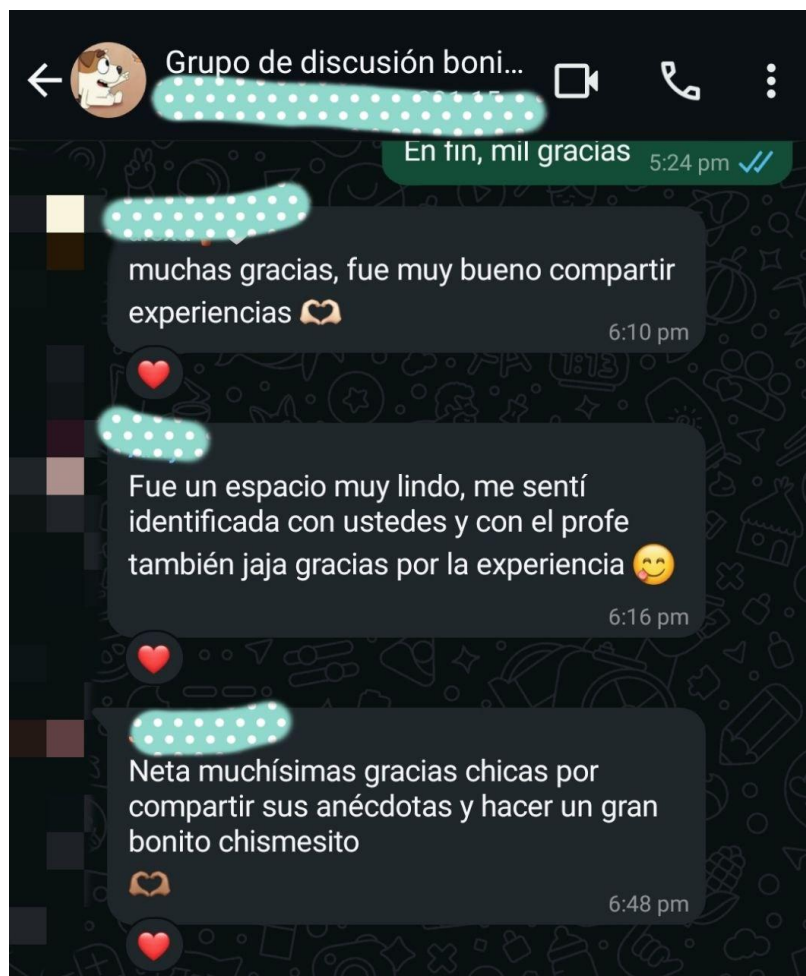 Grupo de discusión boni...
En fin, mil gracias
5:24 pm
muchas gracias, fue muy bueno compartir
experiencias 🫶🏻
6:10 pm
❤️
Fue un espacio muy lindo, me sentí
identificada con ustedes y con el profe
también jaja gracias por la experiencia 😋
6:16 pm
❤️
Neta muchísimas gracias chicas por
compartir sus anécdotas y hacer un gran
bonito chismesito
🫶🏽
6:48 pm
❤️